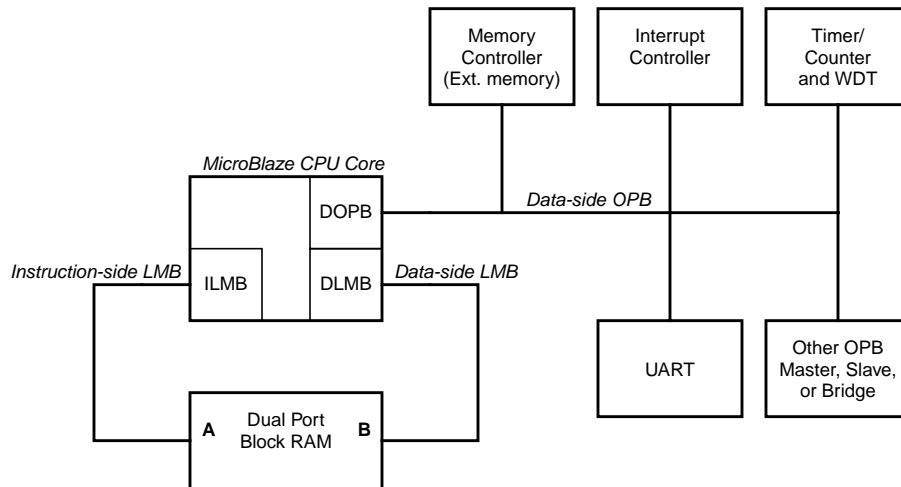 Memory
Controller
(Ext. memory)
Interrupt
Controller
Timer/
Counter
and WDT
MicroBlaze CPU Core
DOPB
Data-side OPB
Instruction-side LMB
ILMB
DLMB
Data-side LMB
UART
Other OPB
Master, Slave,
or Bridge
A
Dual Port
Block RAM
B